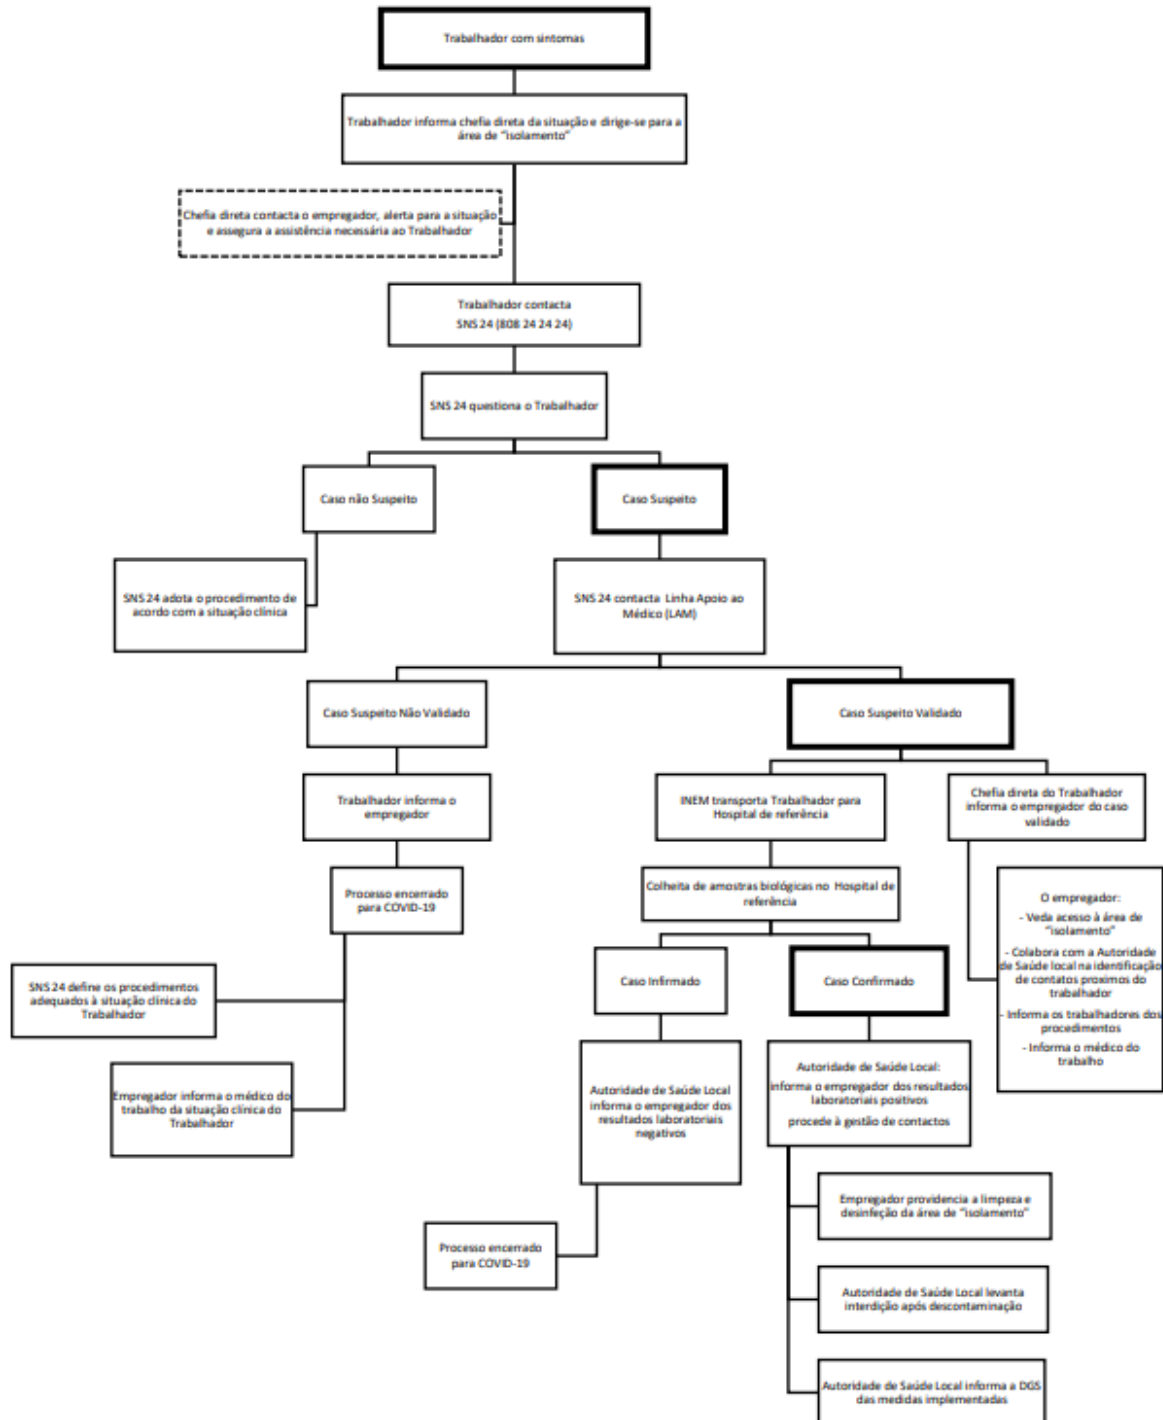 Trabalhador com sintomas
Trabalhador informa chefia direta da situação e dirige-se para a
área de “isolamento”
Chefia direta contacta o empregador, alerta para a situação
e assegura a assistência necessária ao Trabalhador
Trabalhador contacta
SNS 24 (808 24 24 24)
SNS 24 questiona o Trabalhador
Caso não Suspeito
Caso Suspeito
SNS 24 adota o procedimento de
acordo com a situação clínica
SNS 24 contacta Linha Apoio ao
Médico (LAM)
Caso Suspeito Não Validado
Caso Suspeito Validado
Trabalhador informa o
empregador
INEM transporta Trabalhador para
Hospital de referência
Chefia direta do Trabalhador
informa o empregador do caso
validado
Processo encerrado
para COVID-19
Colheita de amostras biológicas no Hospital de
referência
O empregador:
- Veda acesso à área de
“isolamento”
- Colabora com a Autoridade
de Saúde local na identificação
de contatos proximos do
trabalhador
- Informa os trabalhadores dos
procedimentos
- Informa o médico do
trabalho
SNS 24 define os procedimentos
adequados à situação clínica do
Trabalhador
Caso Infirmado
Caso Confirmado
Empregador informa o médico do
trabalho da situação clínica do
Trabalhador
Autoridade de Saúde Local
informa o empregador dos
resultados laboratoriais
negativos
Autoridade de Saúde Local:
informa o empregador dos resultados
laboratoriais positivos
procede à gestão de contactos
Processo encerrado
para COVID-19
Empregador providencia a limpeza e
desinfeção da área de “isolamento”
Autoridade de Saúde Local levanta
interdição após descontaminação
Autoridade de Saúde Local informa a DGS
das medidas implementadas